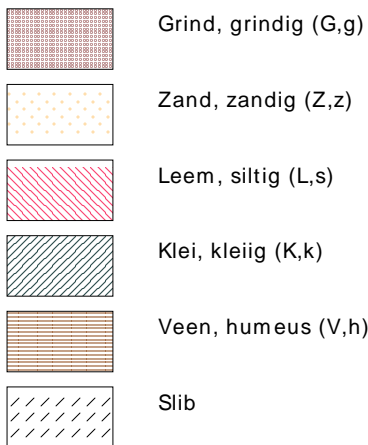 Grind, grindig (G,g)
Zand, zandig (Z,z)
Leem, siltig (L,s)
Klei, kleiig (K,k)
Veen, humeus (V,h)
Slib